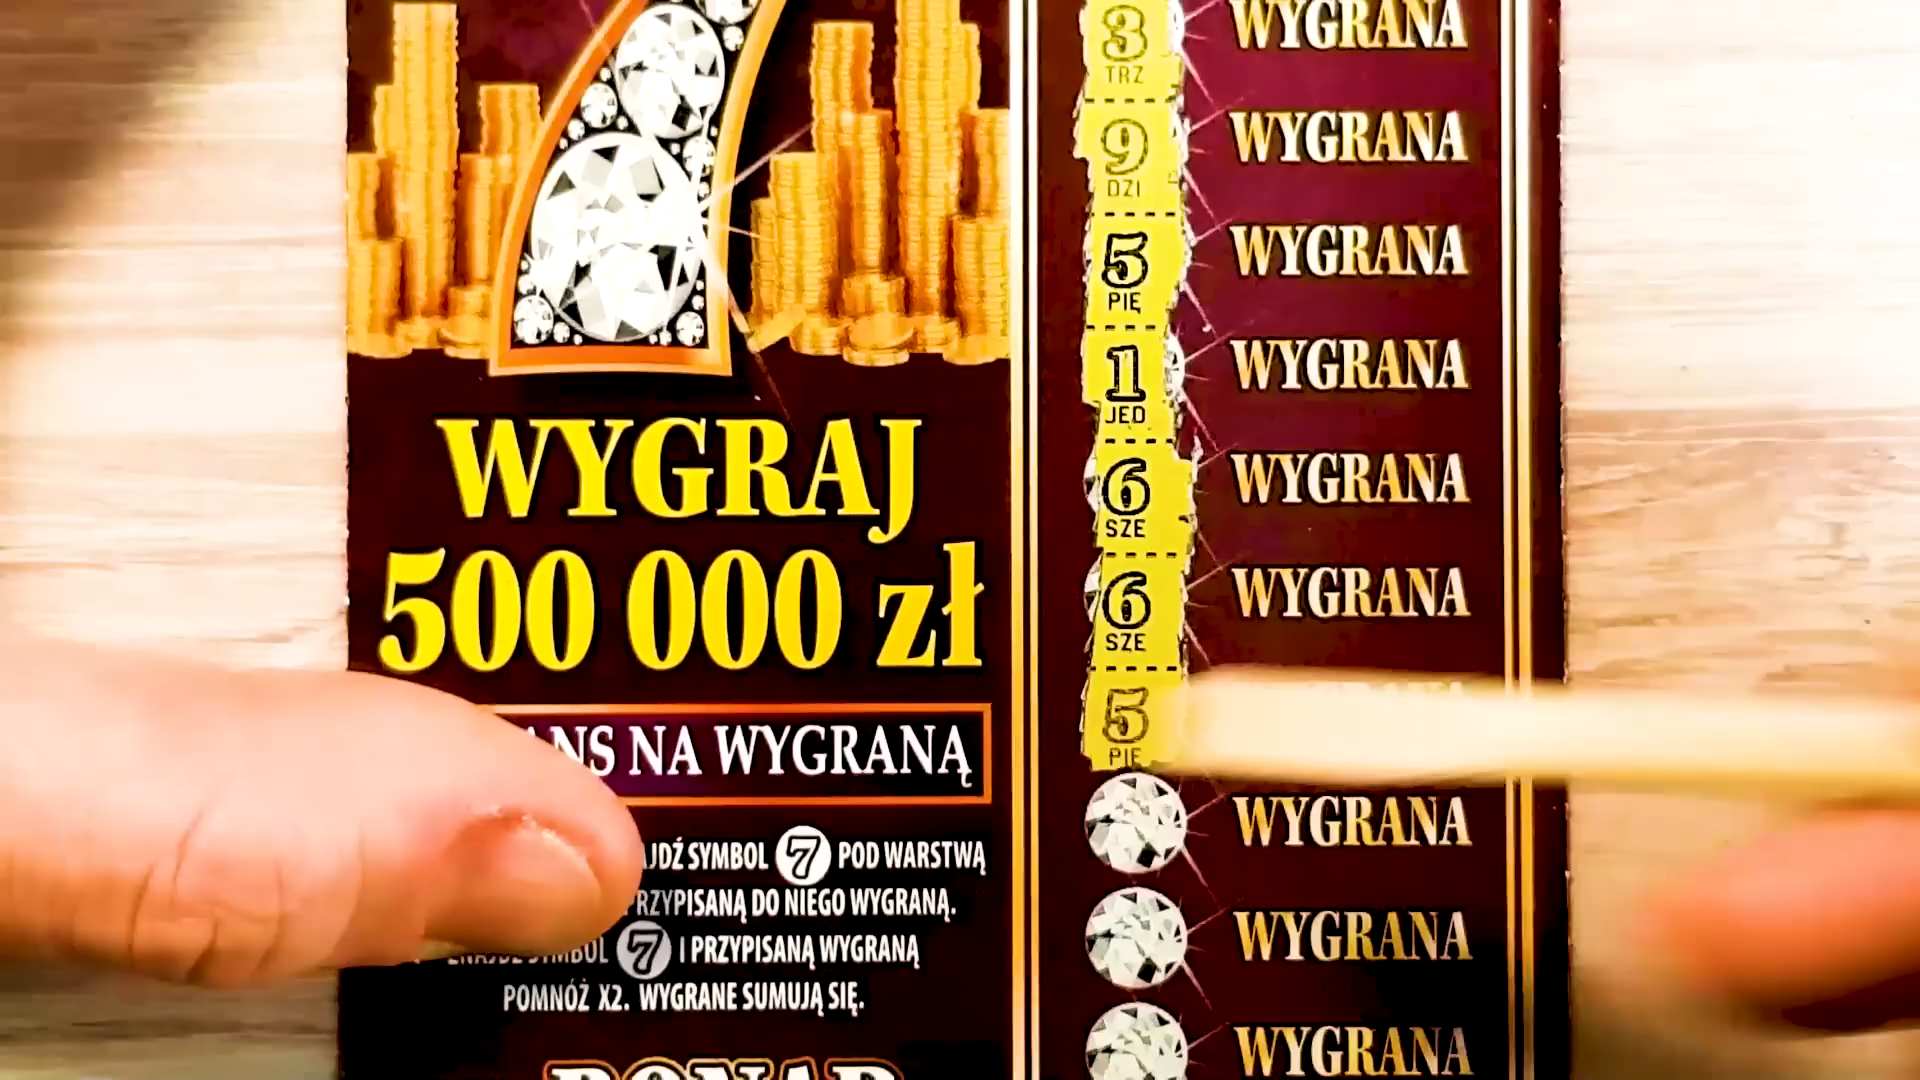 WYGRAJ
500 000 zł
NS NA WYGRANĄ
JDŹ SYMBOL 7 POD WARSTWĄ
PRZYPISANĄ DO NIEGO WYGRANĄ.
7 I PRZYPISANĄ WYGRANĄ
POMNÓŻ X2. WYGRANE SUMUJĄ SIĘ.
3
TRZ
WYGRANA
9
DZI
WYGRANA
5
PIĘ
WYGRANA
1
JED
WYGRANA
6
SZE
WYGRANA
6
SZE
WYGRANA
5
PIĘ
WYGRANA
WYGRANA
WYGRANA